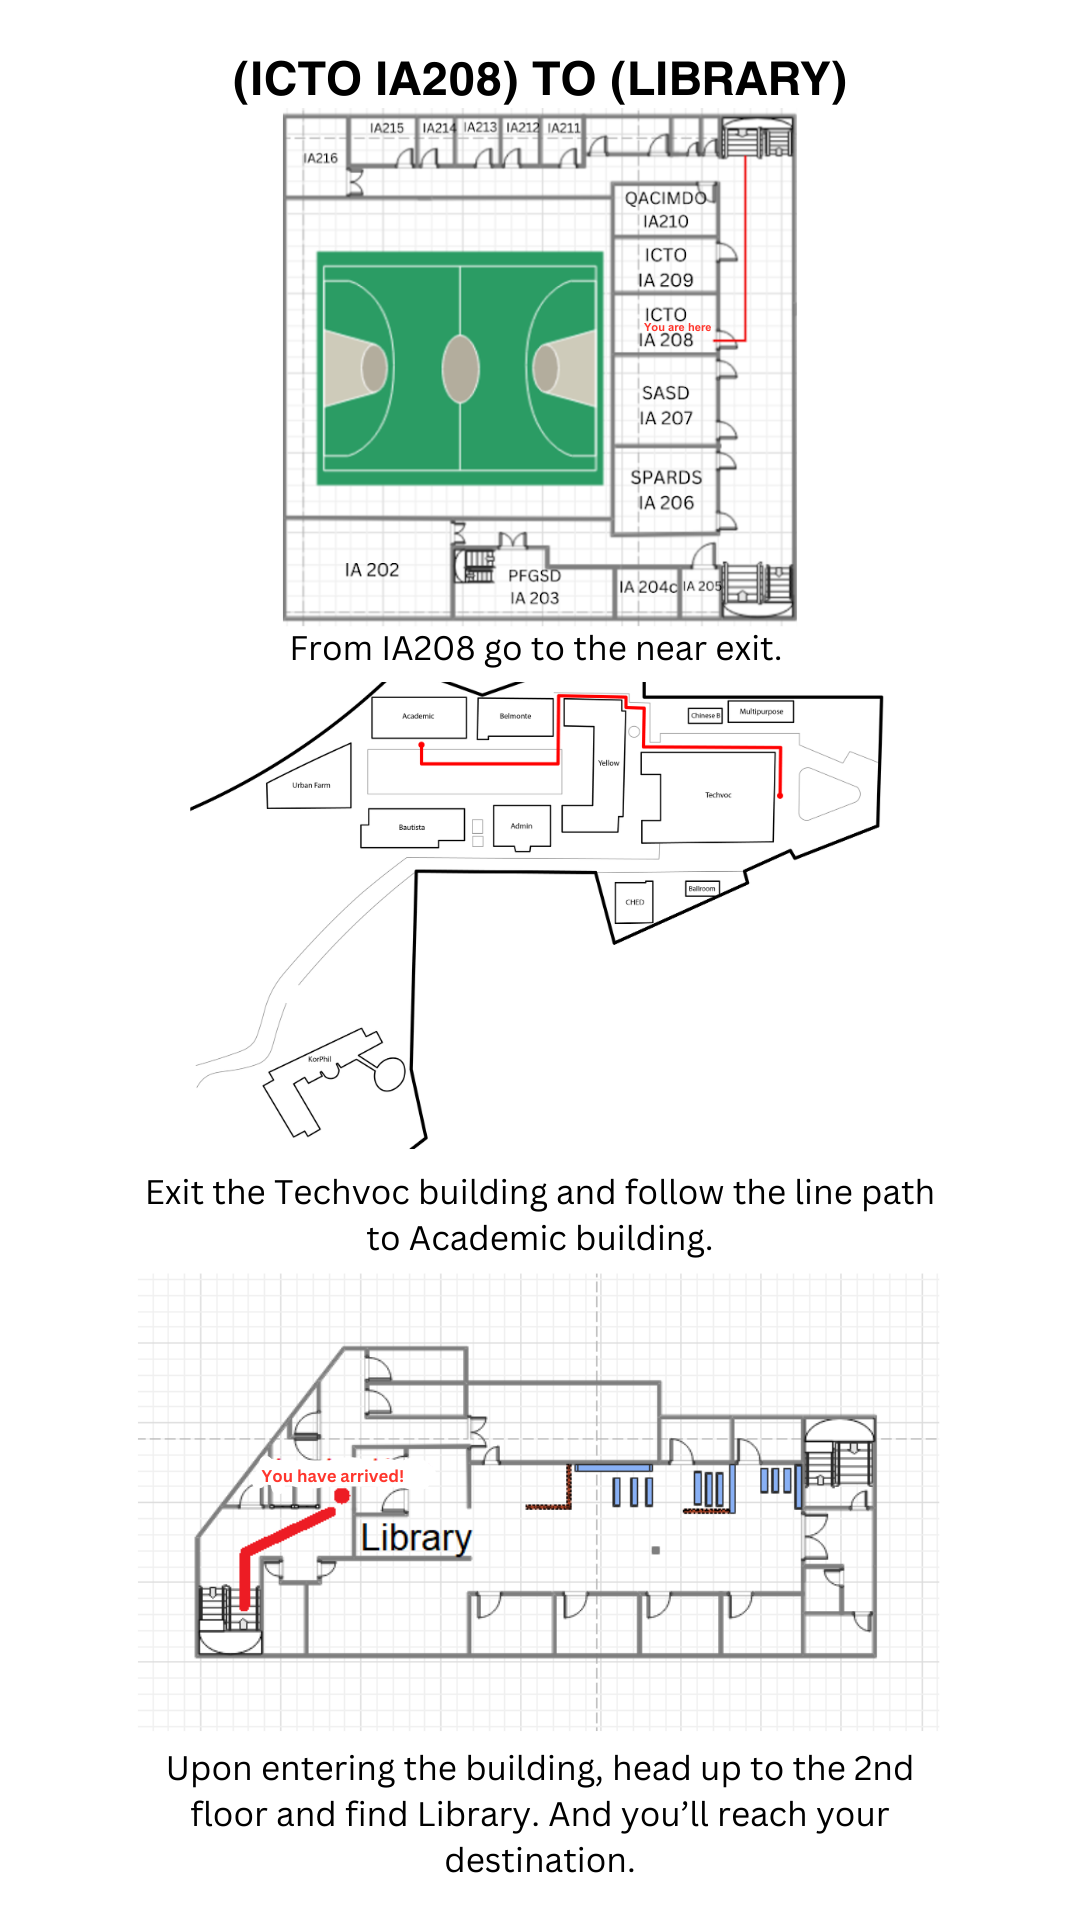 (ICTO IA208) TO (LIBRARY)
IA215
IA214
IA213
IA212
IA211
IA216
QACIMDO
IA210
ICTO
IA 209
ICTO
You are here
IA 208
SASD
IA 207
SPARDS
IA 206
IA 202
PFGSD
IA 203
IA 204c
IA 205
From IA208 go to the near exit.
Academic
Belmonte
Chinese B
Multipurpose
Urban Farm
Yellow
Techvoc
Bautista
Admin
CHED
Ballroom
KorPhil
Exit the Techvoc building and follow the line path
to Academic building.
You have arrived!
Library
Upon entering the building, head up to the 2nd
floor and find Library. And you’ll reach your
destination.